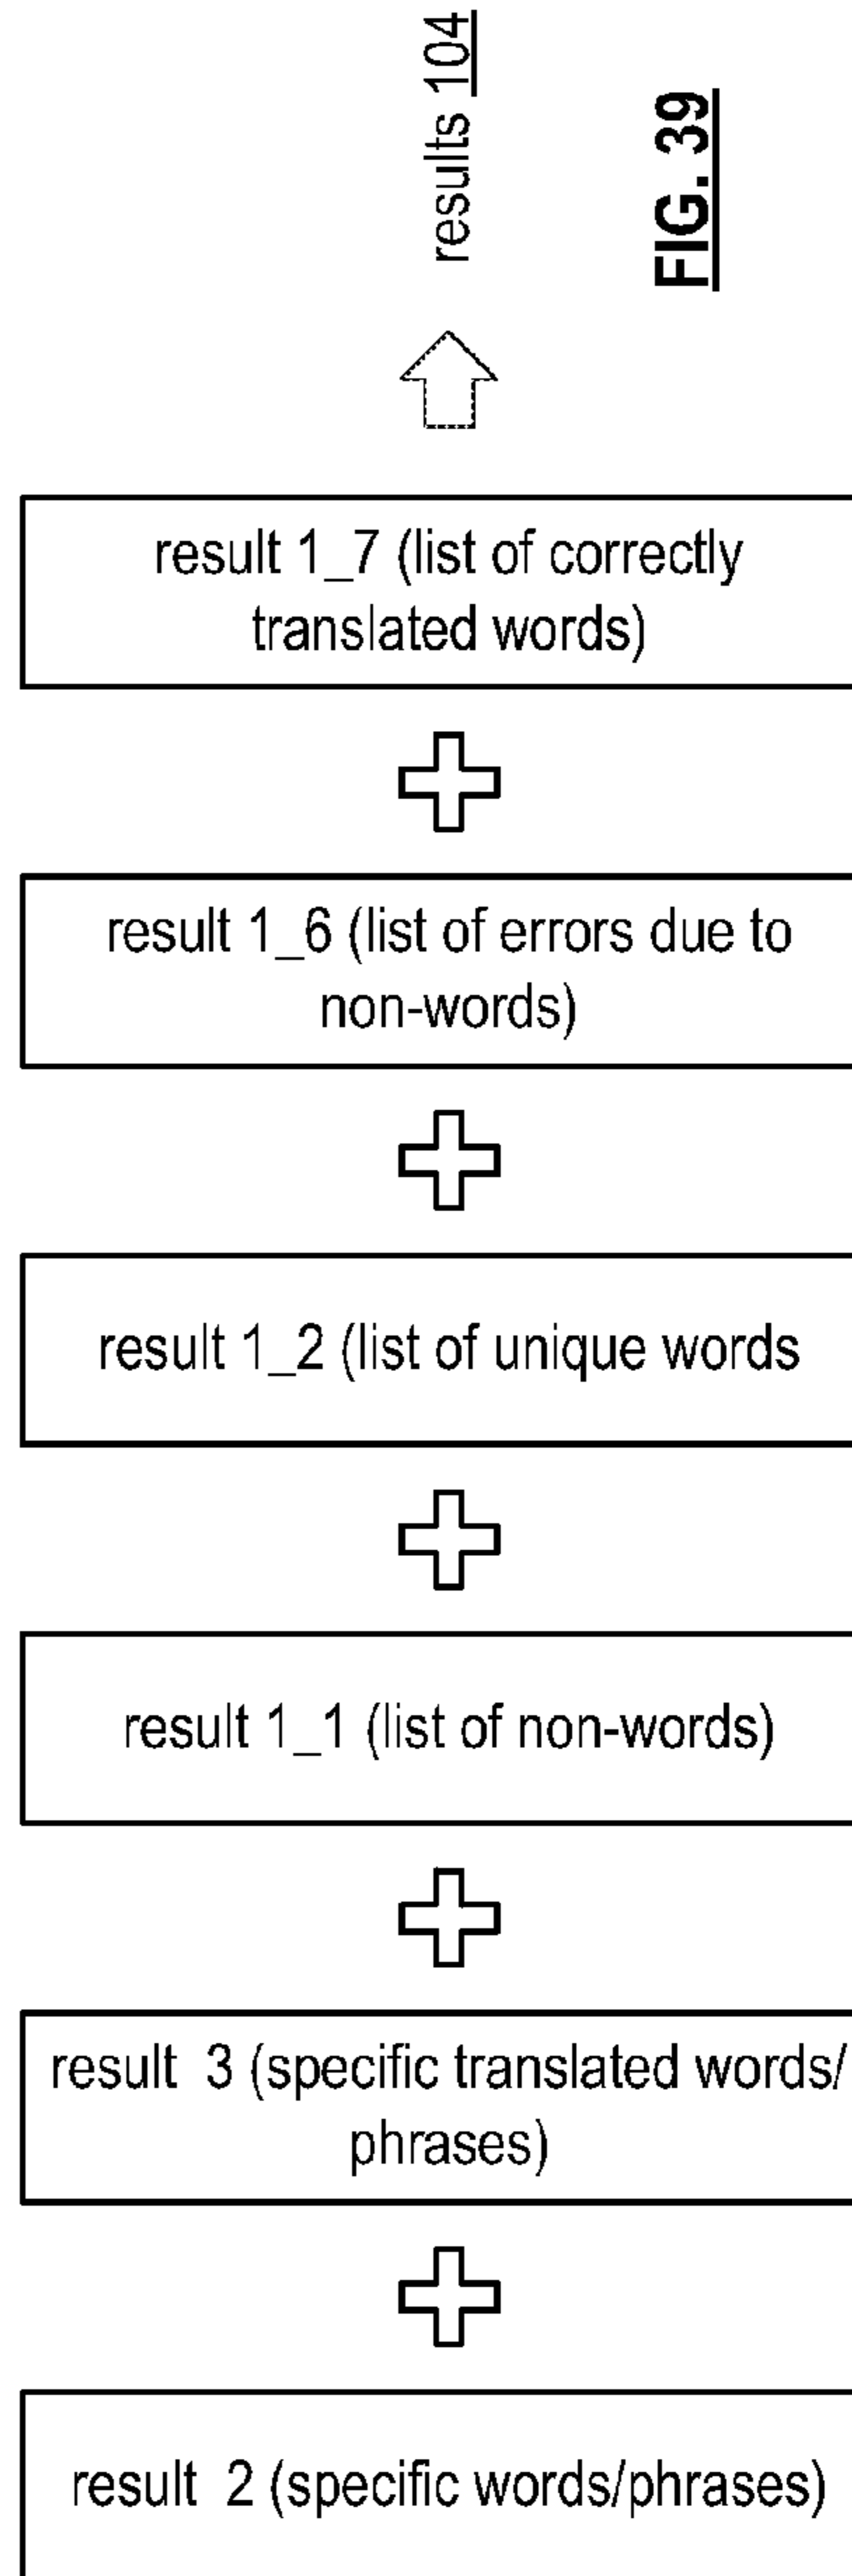 results 104
FIG. 39
result 1_7 (list of correctly
translated words)
result 1_6 (list of errors due to
non-words)
result 1_2 (list of unique words
result 1_1 (list of non-words)
result 3 (specific translated words/
phrases)
result 2 (specific words/phrases)